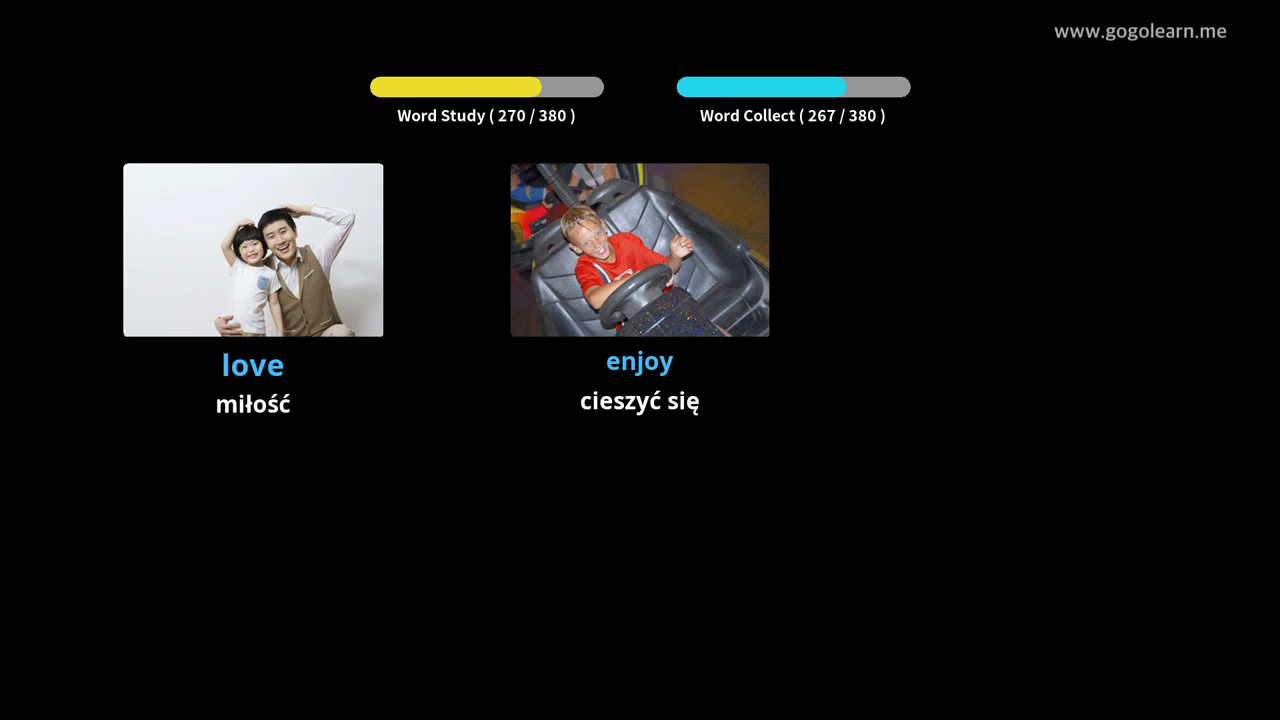 www.gogolearn.me
Word Study ( 270 / 380 )
Word Collect ( 267 / 380 )
love
miłość
enjoy
cieszyć się